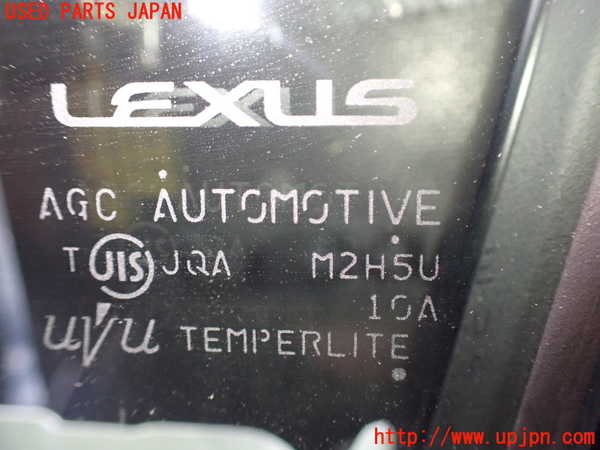 USED PARTS JAPAN
LEXUS
AGC AUTOMOTIVE
T JIS JQA M2H5U
10A
uVu TEMPERLITE
http://www.upjpn.com/